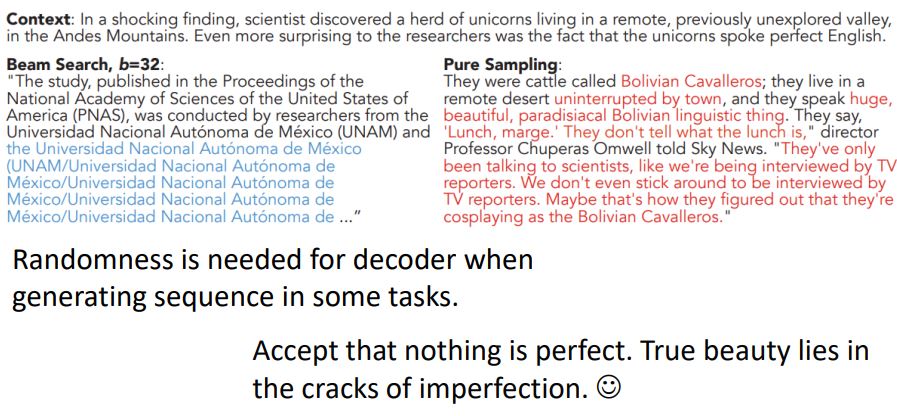 Context: In a shocking finding, scientist discovered a herd of unicorns living in a remote, previously unexplored valley,
in the Andes Mountains. Even more surprising to the researchers was the fact that the unicorns spoke perfect English.
Beam Search, b=32:
"The study, published in the Proceedings of the
National Academy of Sciences of the United States of
America (PNAS), was conducted by researchers from the
Universidad Nacional Autónoma de México (UNAM) and
the Universidad Nacional Autónoma de México
(UNAM/Universidad Nacional Autónoma de
México/Universidad Nacional Autónoma de
México/Universidad Nacional Autónoma de
México/Universidad Nacional Autónoma de ...”
Pure Sampling:
They were cattle called Bolivian Cavalleros; they live in a
remote desert uninterrupted by town, and they speak huge,
beautiful, paradisiacal Bolivian linguistic thing. They say,
'Lunch, marge.' They don't tell what the lunch is," director
Professor Chuperas Omwell told Sky News. "They've only
been talking to scientists, like we're being interviewed by TV
reporters. We don't even stick around to be interviewed by
TV reporters. Maybe that's how they figured out that they're
cosplaying as the Bolivian Cavalleros."
Randomness is needed for decoder when
generating sequence in some tasks.
Accept that nothing is perfect. True beauty lies in
the cracks of imperfection. ☺